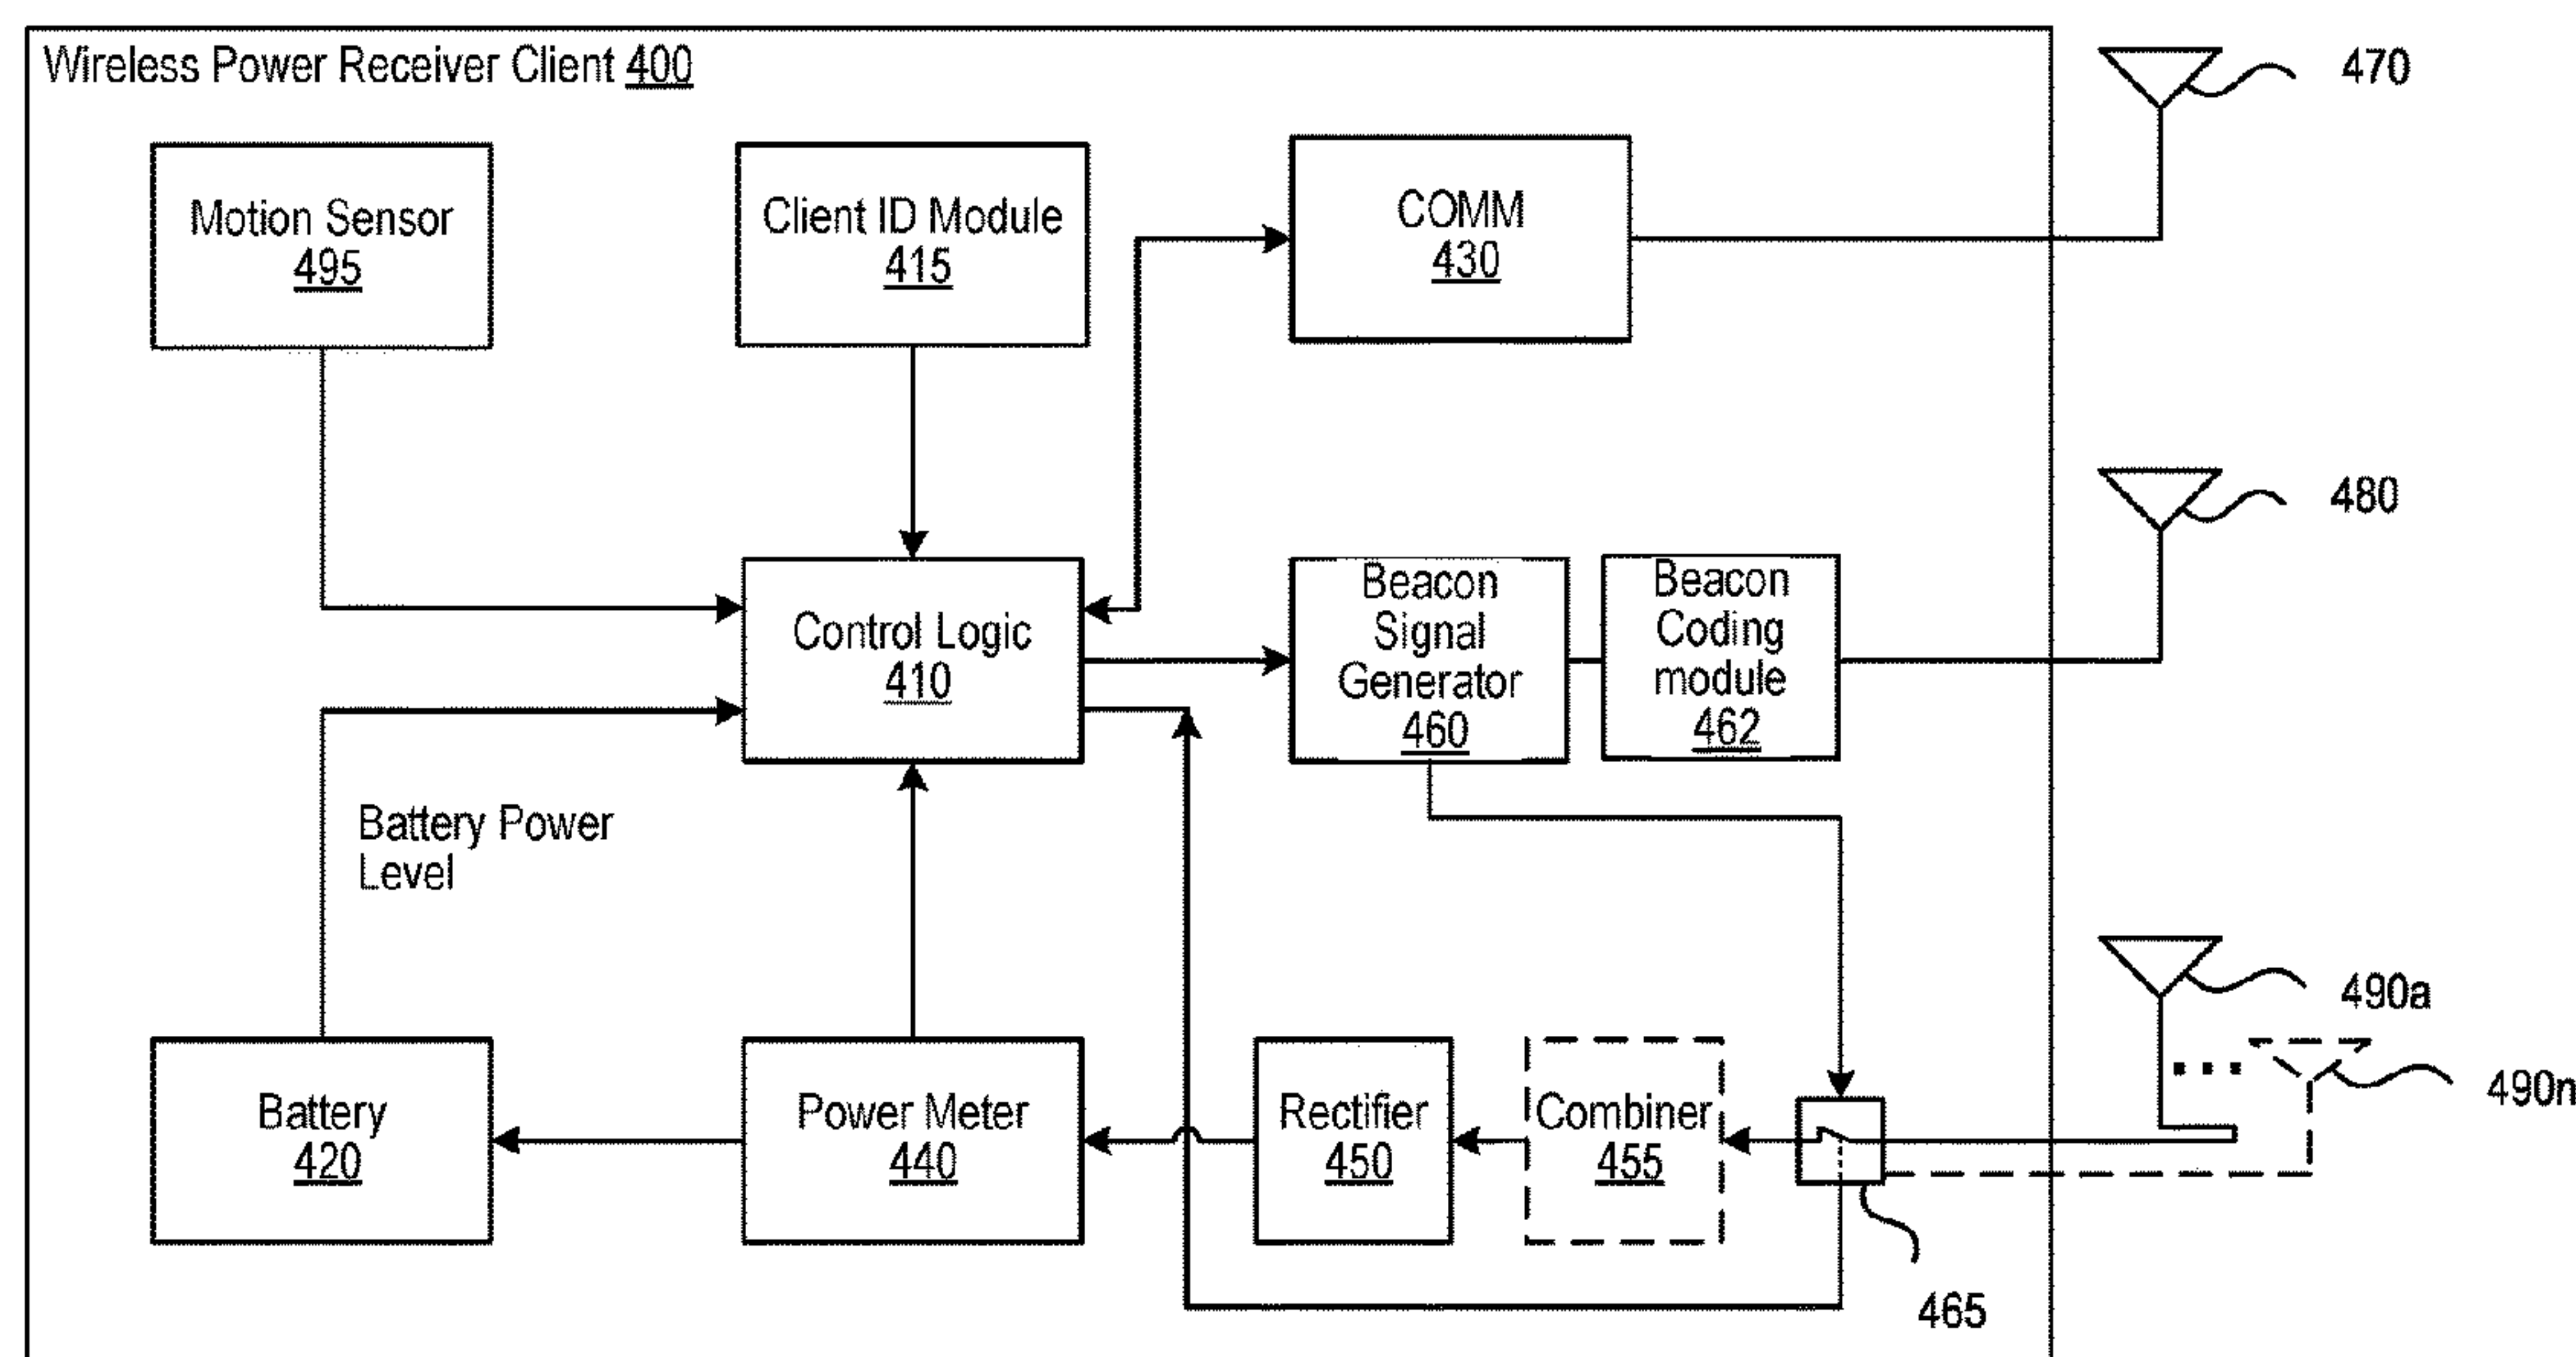 Wireless Power Receiver Client 400
470
Motion Sensor
495
Client ID Module
415
COMM
430
480
Control Logic
410
Beacon
Signal
Generator
460
Beacon
Coding
module
462
Battery Power
Level
490a
490n
Battery
420
Power Meter
440
Rectifier
450
Combiner
455
465